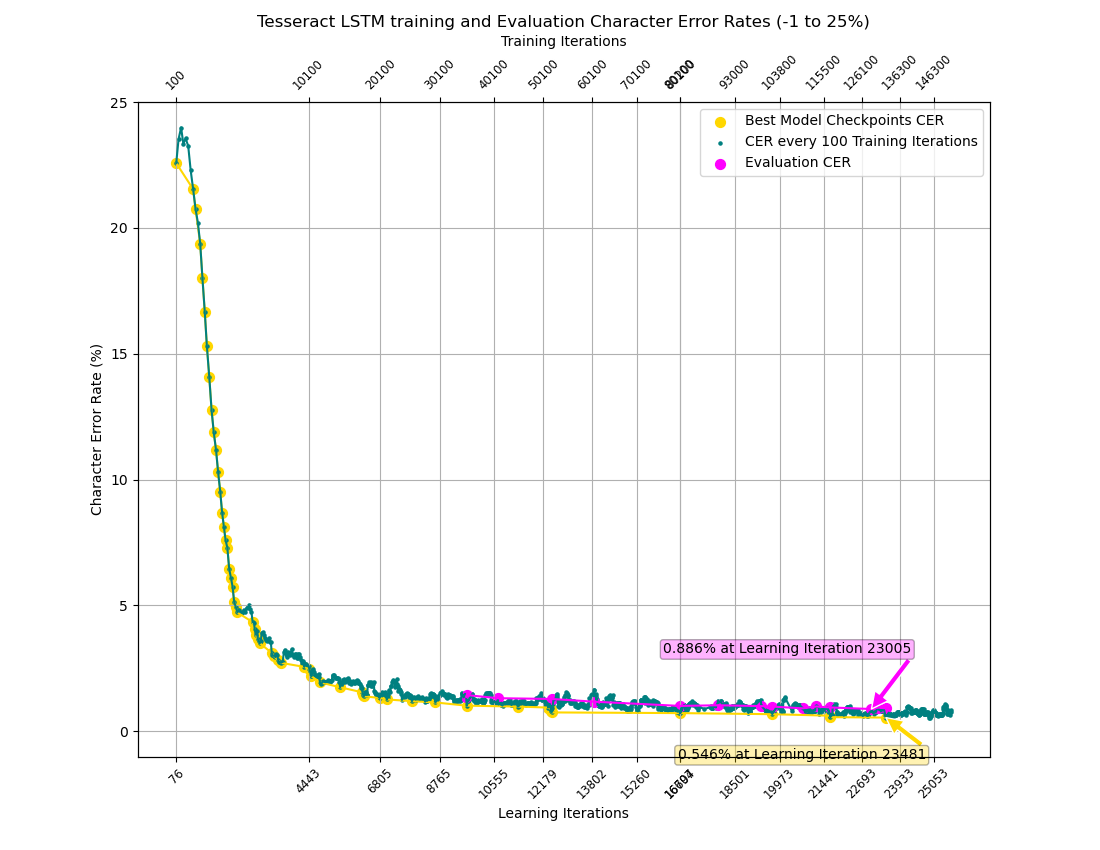 Tesseract LSTM training and Evaluation Character Error Rates (-1 to 25%)
Training Iterations
100 10100 20100 30100 40100 50100 60100 70100 80100 93000 103800 115500 126100 136300 146300
25
20
15
10
5
0
Character Error Rate (%)
Best Model Checkpoints CER
CER every 100 Training Iterations
Evaluation CER
0.886% at Learning Iteration 23005
0.546% at Learning Iteration 23481
76 4443 6805 8765 10555 12179 13802 15260 18501 19973 21441 22693 23933 25053
Learning Iterations